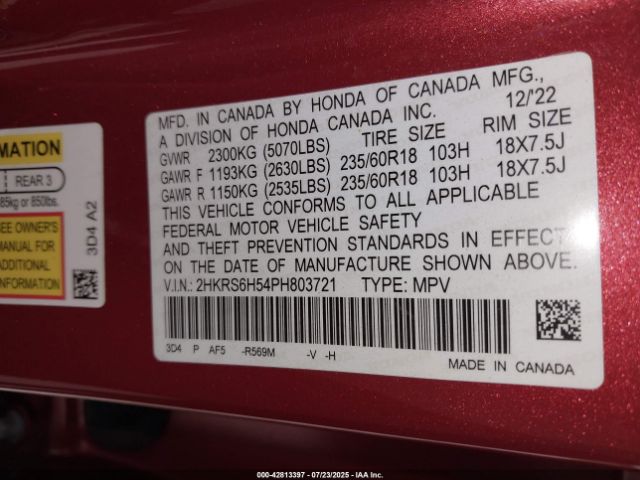 MATION
REAR 3
85kg or 850lbs.
SEE OWNER'S
MANUAL FOR
ADDITIONAL
INFORMATION
3D4 A2
MFD. IN CANADA BY HONDA OF CANADA MFG.,
A DIVISION OF HONDA CANADA INC. 12/'22
GVWR 2300KG (5070LBS) TIRE SIZE RIM SIZE
GAWR F 1193KG (2630LBS) 235/60R18 103H 18X7.5J
GAWR R 1150KG (2535LBS) 235/60R18 103H 18X7.5J
THIS VEHICLE CONFORMS TO ALL APPLICABLE
FEDERAL MOTOR VEHICLE SAFETY
AND THEFT PREVENTION STANDARDS IN EFFECT
ON THE DATE OF MANUFACTURE SHOWN ABOVE.
V.I.N.: 2HKRS6H54PH803721 TYPE: MPV
3D4 P AF5 -R569M -V -H
MADE IN CANADA
000-42813397 - 07/23/2025 - IAA Inc.